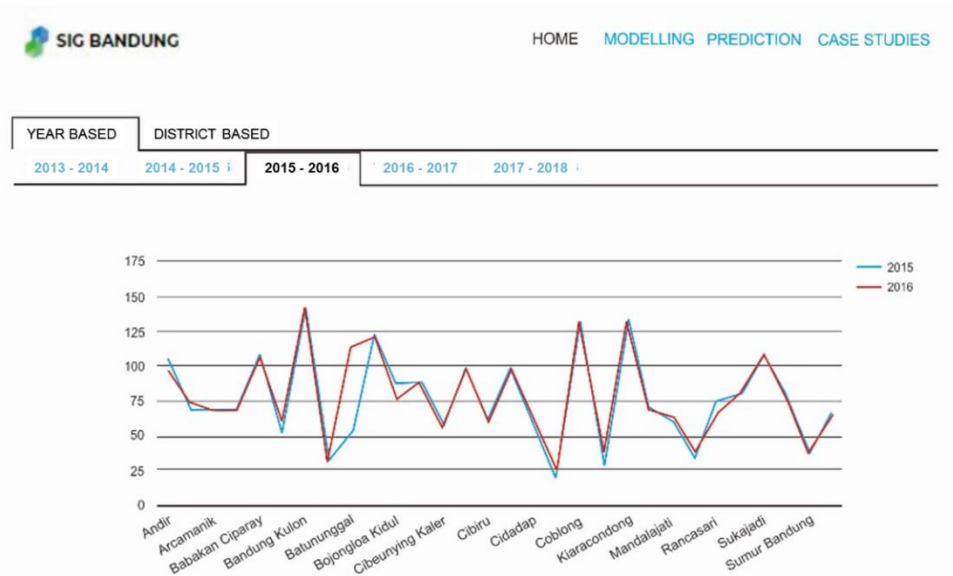 SIG BANDUNG
HOME MODELLING PREDICTION CASE STUDIES
YEAR BASED DISTRICT BASED
2013 - 2014 2014 - 2015 2015 - 2016 2016 - 2017 2017 - 2018
175
150
125
100
75
50
25
0
2015
2016
Andir
Arcamanik
Babakan Ciparay
Bandung Kulon
Batununggal
Bojongloa Kidul
Cibeunying Kaler
Cibiru
Cidadap
Coblong
Kiaracondong
Mandalajati
Rancasari
Sukajadi
Sumur Bandung